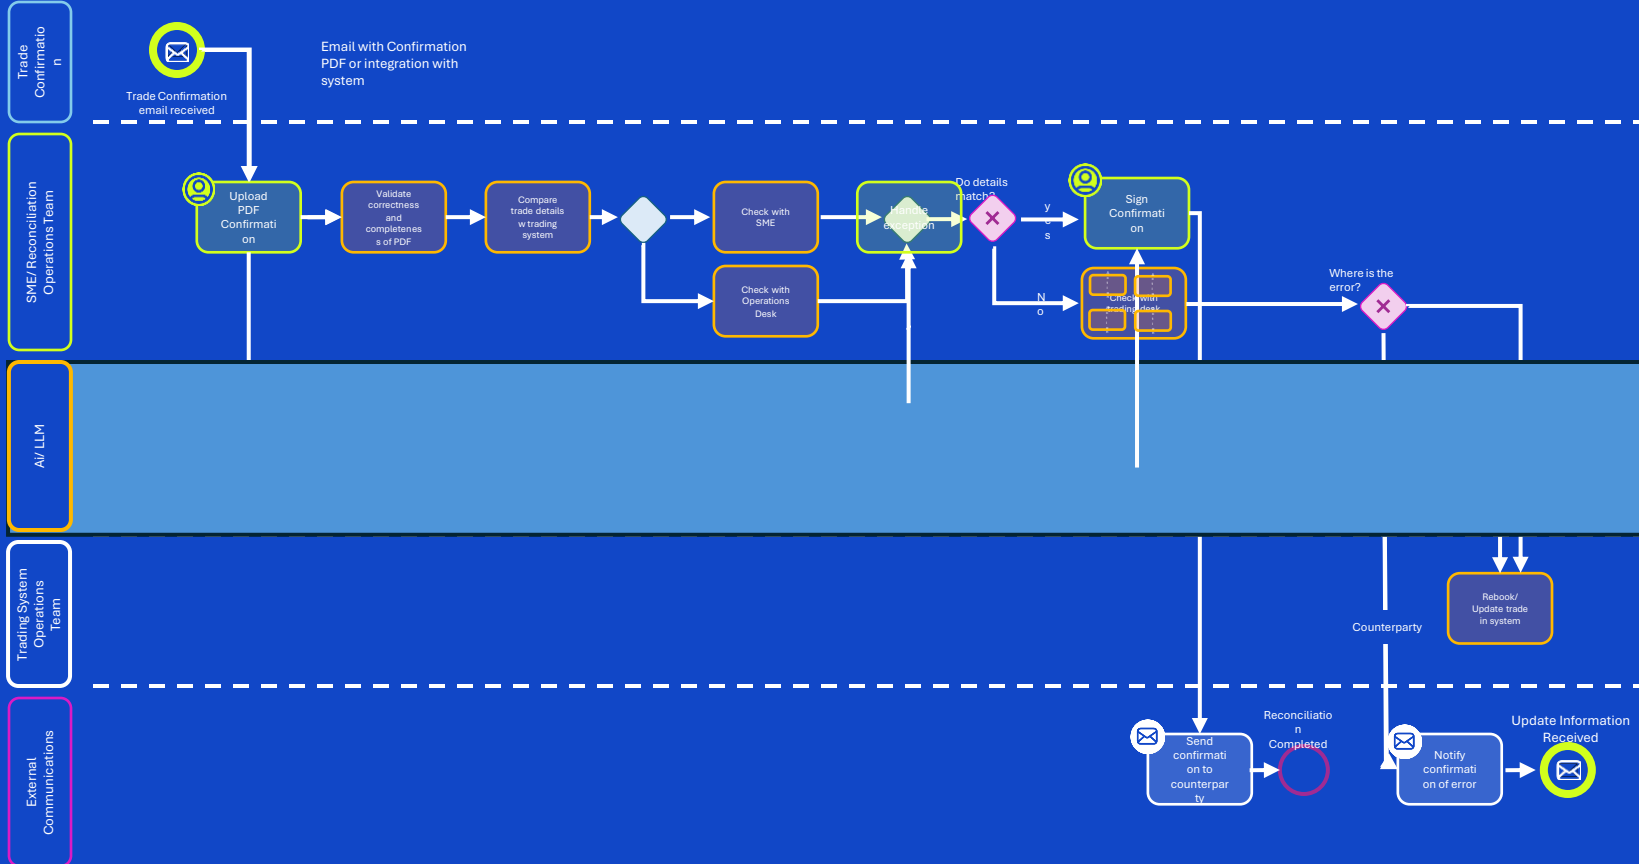 Trade
Confirmatio
n
Email with Confirmation
PDF or integration with
system
Trade Confirmation
email received
SME/ Reconciliation
Operations Team
Upload
PDF
Confirmati
on
Validate
correctness
and
completenes
s of PDF
Compare
trade details
w trading
system
Check with
SME
Check with
Operations
Desk
Handle
exception
Do details
match?
y
e
s
N
o
Sign
Confirmati
on
Check with
trading desk
Where is the
error?
Ai/ LLM
Trading System
Operations
Team
Rebook/
Update trade
in system
Counterparty
External
Communications
Send
confirmati
on to
counterpar
ty
Reconciliatio
n
Completed
Notify
confirmati
on of error
Update Information
Received